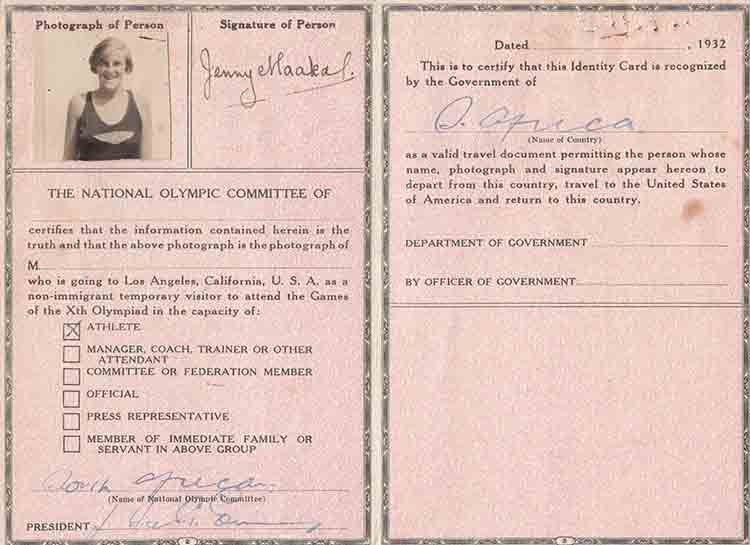 Photograph of Person
Signature of Person
Jenny Maakal.
THE NATIONAL OLYMPIC COMMITTEE OF
certifies that the information contained herein is the
truth and that the above photograph is the photograph of
M
who is going to Los Angeles, California, U. S. A. as a
non-immigrant temporary visitor to attend the Games
of the Xth Olympiad in the capacity of:
ATHLETE
MANAGER, COACH, TRAINER OR OTHER
ATTENDANT
COMMITTEE OR FEDERATION MEMBER
OFFICIAL
PRESS REPRESENTATIVE
MEMBER OF IMMEDIATE FAMILY OR
SERVANT IN ABOVE GROUP
South African
(Name of National Olympic Committee)
PRESIDENT
2
Dated , 1932
This is to certify that this Identity Card is recognized
by the Government of
S. Africa
(Name of Country)
as a valid travel document permitting the person whose
name, photograph and signature appear hereon to
depart from this country, travel to the United States
of America and return to this country.
DEPARTMENT OF GOVERNMENT
BY OFFICER OF GOVERNMENT
3